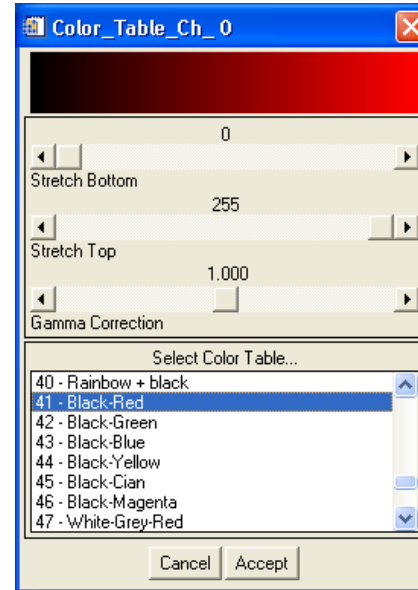 Color_Table_Ch_ 0
0
Stretch Bottom
255
Stretch Top
1.000
Gamma Correction
Select Color Table...
40 - Rainbow + black
41 - Black-Red
42 - Black-Green
43 - Black-Blue
44 - Black-Yellow
45 - Black-Cian
46 - Black-Magenta
47 - White-Grey-Red
Cancel Accept